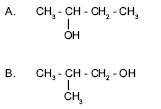 A. CH₃ - CH - CH₂ - CH₃
OH
B. CH₃ - CH - CH₂ - OH
CH₃